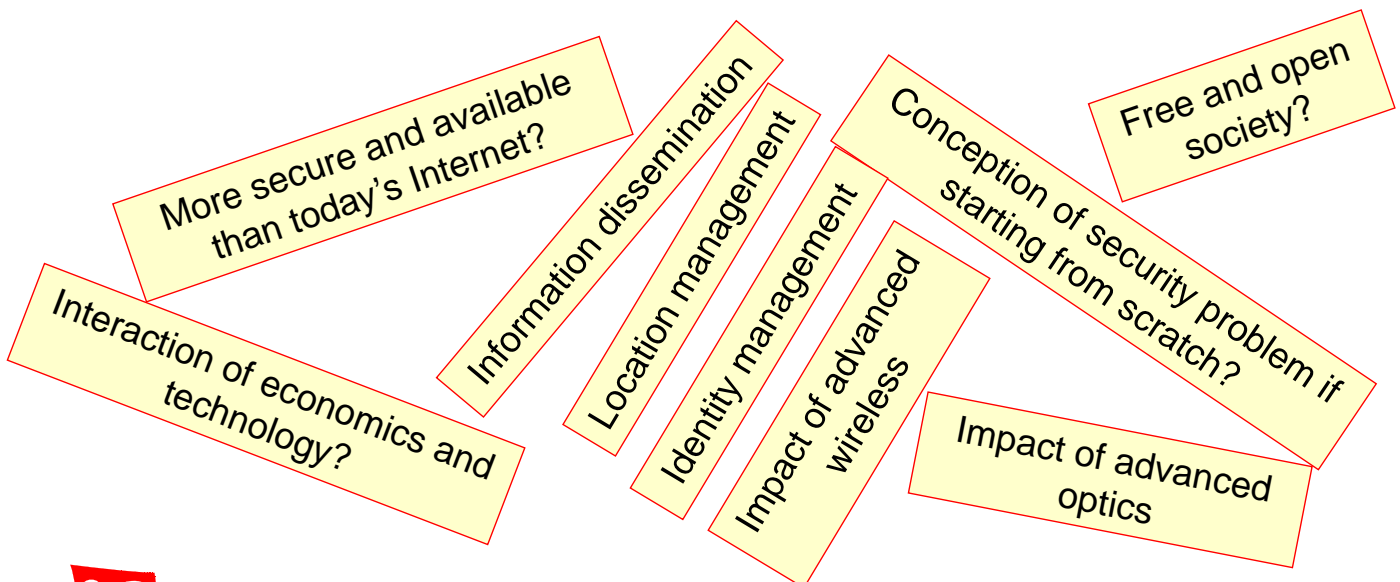 More secure and available
than today’s Internet?
Information dissemination
Location management
Identity management
Conception of security problem if
starting from scratch?
Free and open
society?
Interaction of economics and
technology?
Impact of advanced
wireless
Impact of advanced
optics